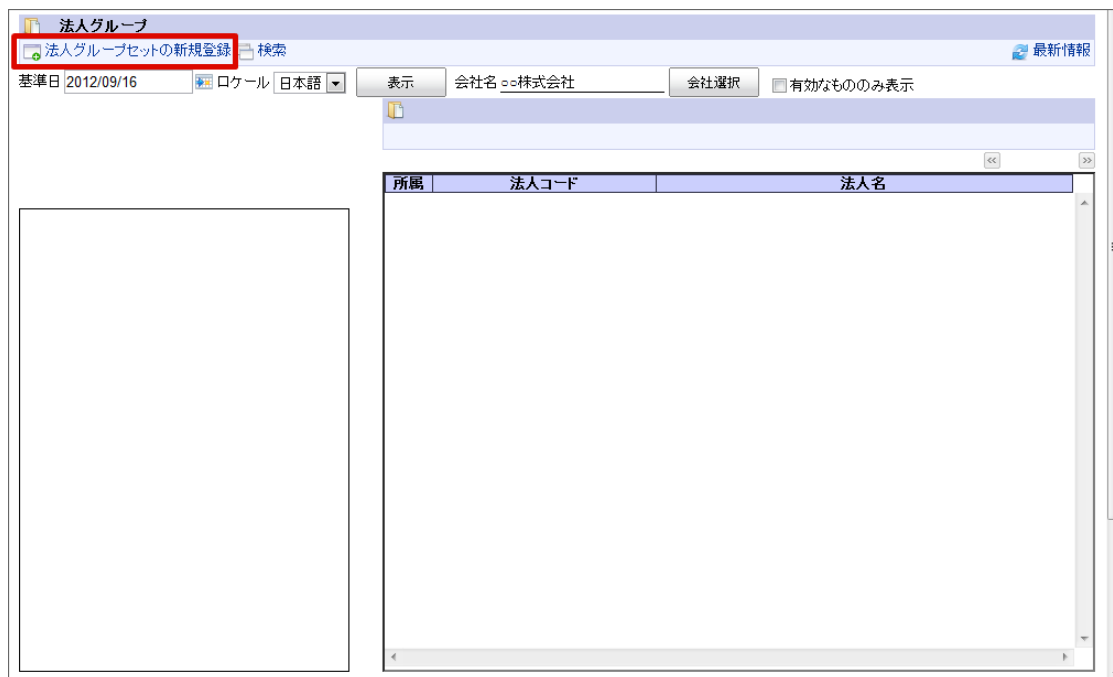 法人グループ
法人グループセットの新規登録 検索 最新情報
基準日 2012/09/16 ロケール 日本語 表示 会社名 ○○株式会社 会社選択 有効なもののみ表示
<< >>
所属 法人コード 法人名